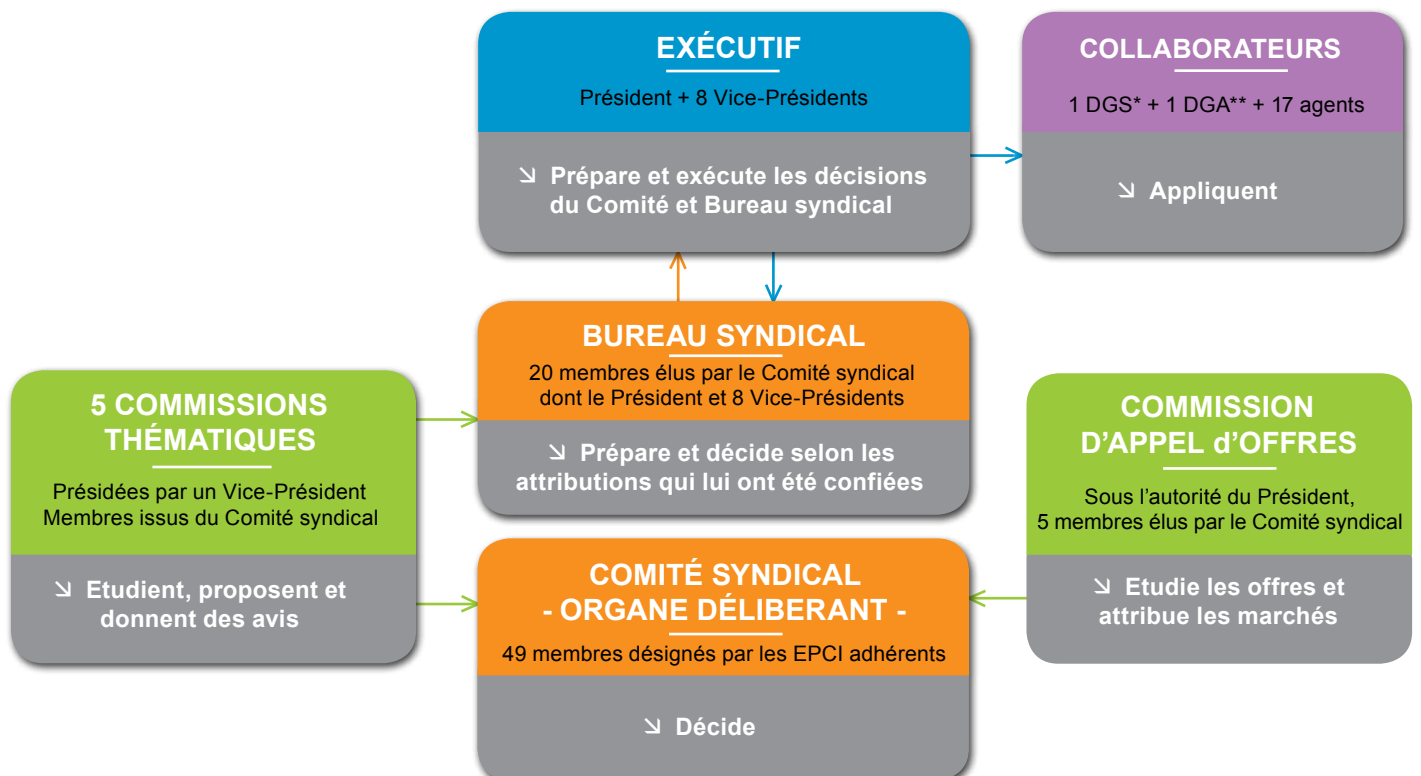 EXÉCUTIF
Président + 8 Vice-Présidents
↘ Prépare et exécute les décisions
du Comité et Bureau syndical
COLLABORATEURS
1 DGS* + 1 DGA** + 17 agents
↘ Appliquent
BUREAU SYNDICAL
20 membres élus par le Comité syndical
dont le Président et 8 Vice-Présidents
↘ Prépare et décide selon les
attributions qui lui ont été confiées
5 COMMISSIONS
THÉMATIQUES
Présidées par un Vice-Président
Membres issus du Comité syndical
↘ Etudient, proposent et
donnent des avis
COMMISSION
D’APPEL d’OFFRES
Sous l’autorité du Président,
5 membres élus par le Comité syndical
↘ Etudie les offres et
attribue les marchés
COMITÉ SYNDICAL
- ORGANE DÉLIBERANT -
49 membres désignés par les EPCI adhérents
↘ Décide